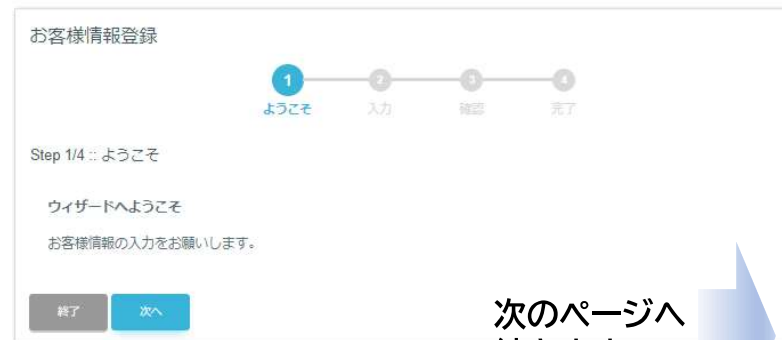 お客様情報登録
1 2 3 4
ようこそ 入力 確認 完了
Step 1/4 :: ようこそ
ウィザードへようこそ
お客様情報の入力をお願いします。
終了 次へ
次のページへ